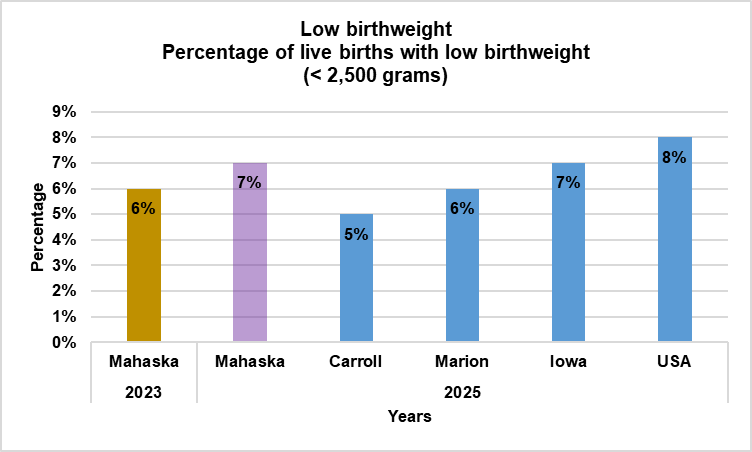 Low birthweight
Percentage of live births with low birthweight
(< 2,500 grams)
Percentage
9%
8%
7%
6%
5%
4%
3%
2%
1%
0%
6%
7%
5%
6%
7%
8%
Mahaska
Mahaska
Carroll
Marion
Iowa
USA
2023
2025
Years